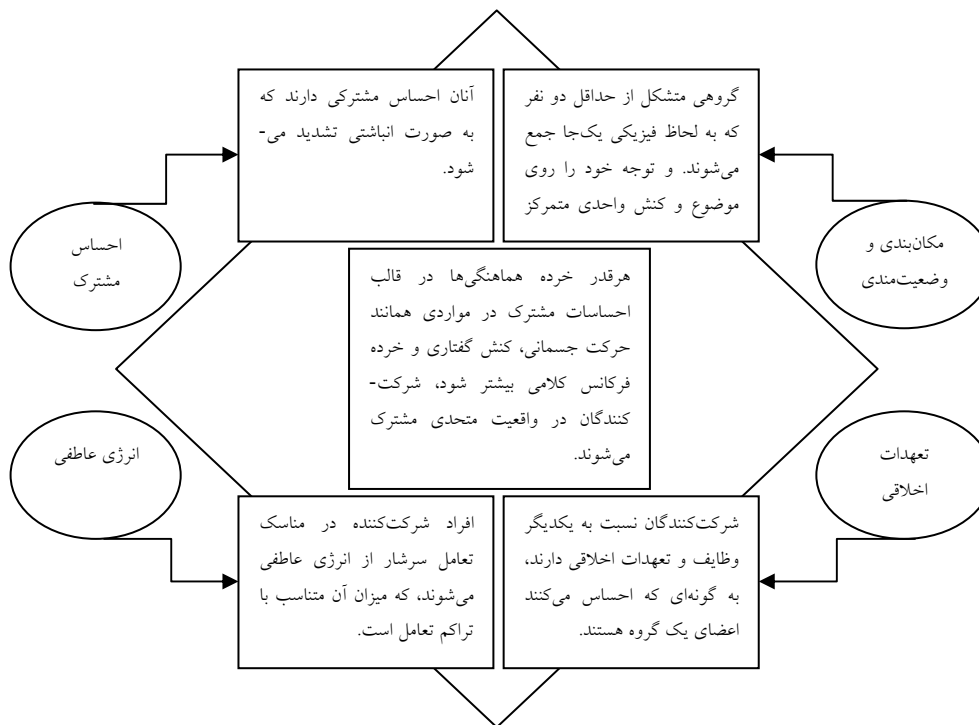 گروهی متشکل از حداقل دو نفر
که به لحاظ فیزیکی یک‌جا جمع
می‌شوند. و توجه خود را روی
موضوع و کنش واحدی متمرکز
آنان احساس مشترکی دارند که
به صورت انباشتی تشدید می-
شود.
مکان‌بندی و
وضعیت‌مندی
احساس
مشترک
هرقدر خرده هماهنگی‌ها در قالب
احساسات مشترک در مواردی همانند
حرکت جسمانی، کنش گفتاری و خرده
فرکانس کلامی بیشتر شود، شرکت-
کنندگان در واقعیت متحدی مشترک
می‌شوند.
تعهدات
اخلاقی
انرژی عاطفی
شرکت‌کنندگان نسبت به یکدیگر
وظایف و تعهدات اخلاقی دارند،
به گونه‌ای که احساس می‌کنند
اعضای یک گروه هستند.
افراد شرکت‌کننده در مناسک
تعامل سرشار از انرژی عاطفی
می‌شوند، که میزان آن متناسب با
تراکم تعامل است.